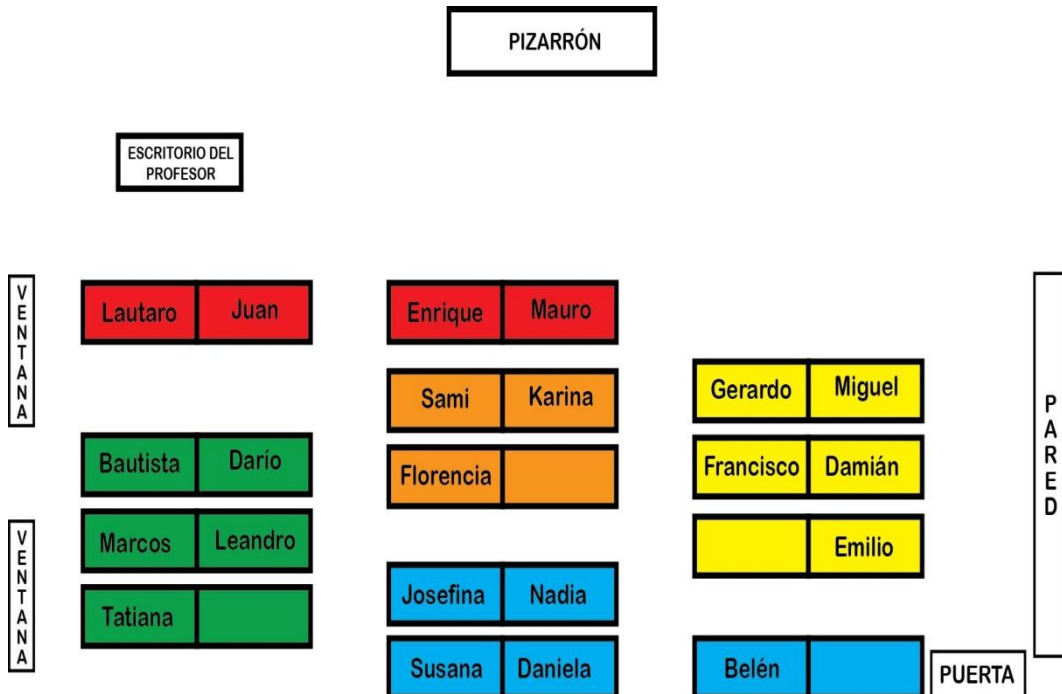 PIZARRÓN
ESCRITORIO DEL
PROFESOR
VENTANA
Lautaro Juan
Enrique Mauro
Sami Karina
Gerardo Miguel
PARED
Bautista Darío
Florencia
Francisco Damián
VENTANA
Marcos Leandro
Emilio
Tatiana
Josefina Nadia
Susana Daniela
Belén
PUERTA